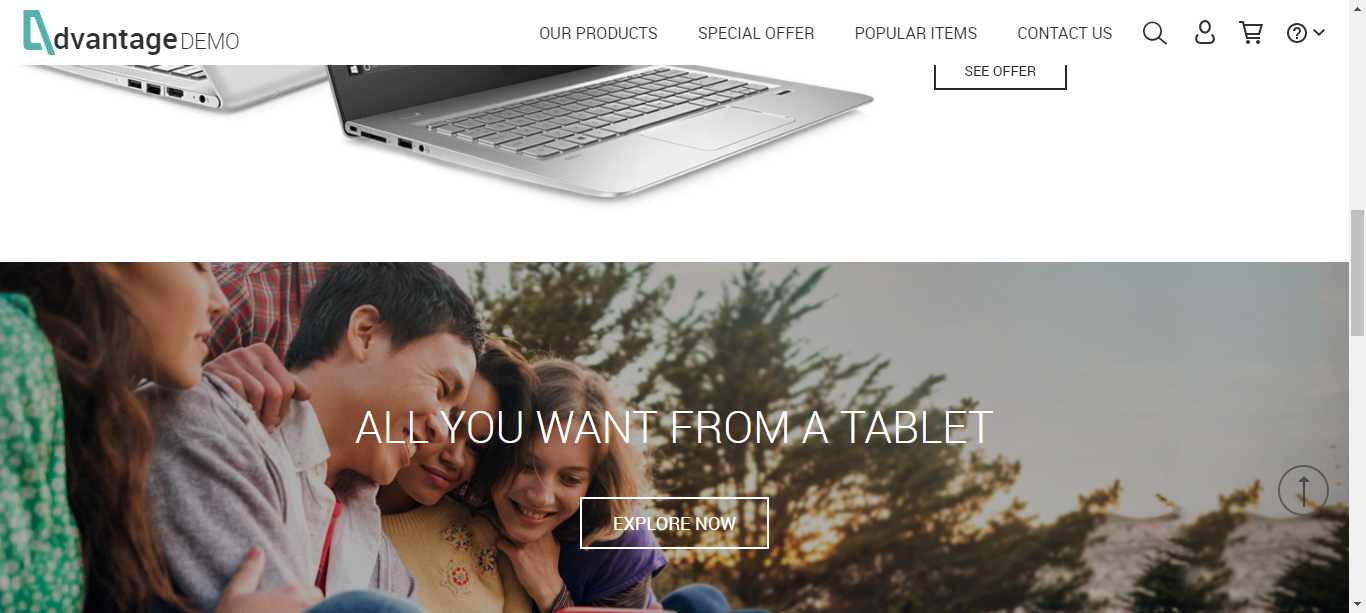 dvantage DEMO
OUR PRODUCTS SPECIAL OFFER POPULAR ITEMS CONTACT US
SEE OFFER
ALL YOU WANT FROM A TABLET
EXPLORE NOW